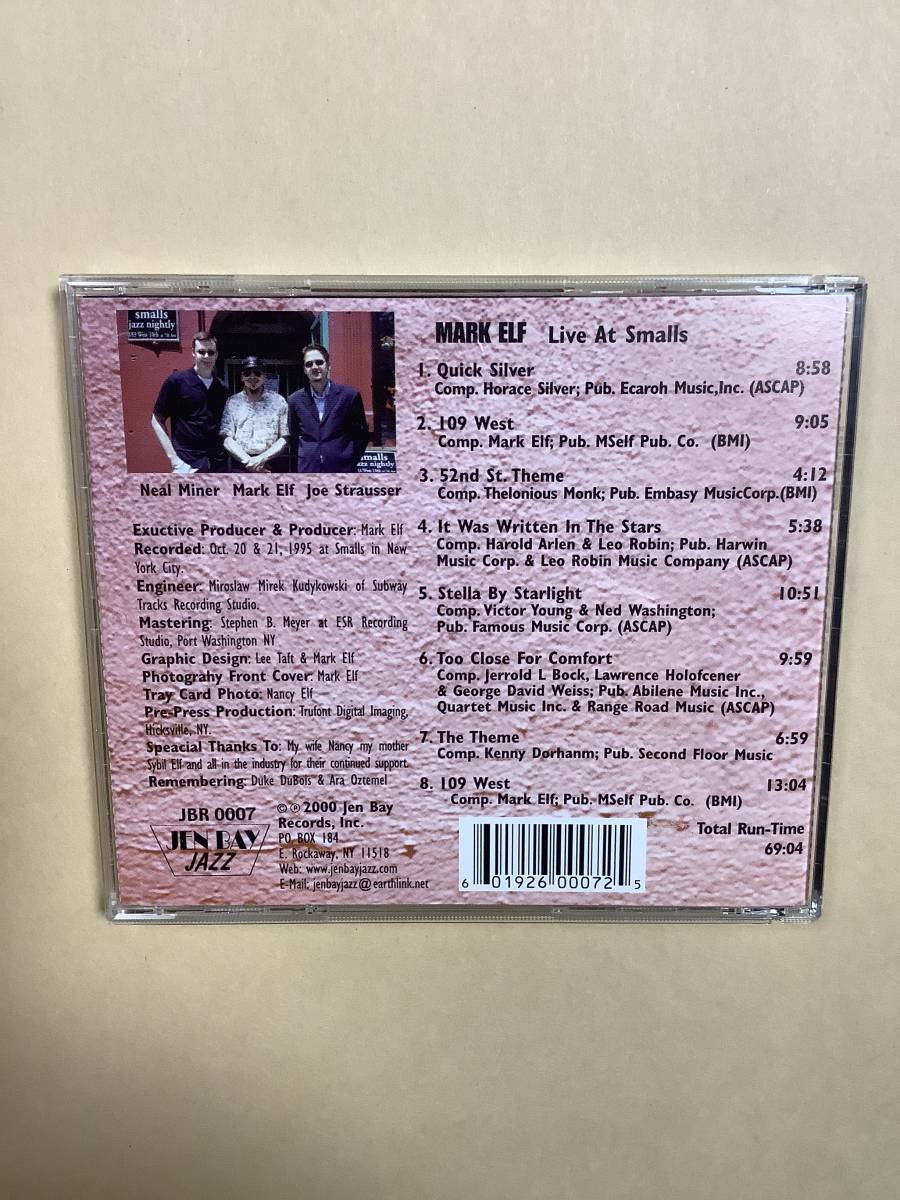 smalls
jazz nightly
183 West 10th at 7th Ave
smalls
jazz nightly
Neal Miner Mark Elf Joe Strausser
Exuctive Producer & Producer: Mark Elf
Recorded: Oct. 20 & 21, 1995 at Smalls in New
York City.
Engineer: Miroslaw Mirek Kudykowski of Subway
Tracks Recording Studio.
Mastering: Stephen B. Meyer at ESR Recording
Studio, Port Washington NY
Graphic Design: Lee Taft & Mark Elf
Photograhy Front Cover: Mark Elf
Tray Card Photo: Nancy Elf
Pre-Press Production: Trufont Digital Imaging,
Hicksville, NY.
Speacial Thanks To: My wife Nancy my mother
Sybil Elf and all in the industry for their continued support.
Remembering: Duke DuBois & Ara Oztemel
JBR 0007
JEN BAY
JAZZ
© ℗ 2000 Jen Bay
Records, Inc.
PO BOX 184
E. Rockaway, NY 11518
Web: www.jenbayjazz.com
E-Mail: jenbayjazz@earthlink.net
MARK ELF Live At Smalls
1. Quick Silver 8:58
Comp. Horace Silver; Pub. Ecaroh Music,Inc. (ASCAP)
2. 109 West 9:05
Comp. Mark Elf; Pub. MSelf Pub. Co. (BMI)
3. 52nd St. Theme 4:12
Comp. Thelonious Monk; Pub. Embasy MusicCorp.(BMI)
4. It Was Written In The Stars 5:38
Comp. Harold Arlen & Leo Robin; Pub. Harwin
Music Corp. & Leo Robin Music Company (ASCAP)
5. Stella By Starlight 10:51
Comp. Victor Young & Ned Washington;
Pub. Famous Music Corp. (ASCAP)
6. Too Close For Comfort 9:59
Comp. Jerrold L Bock, Lawrence Holofcener
& George David Weiss; Pub. Abilene Music Inc.,
Quartet Music Inc. & Range Road Music (ASCAP)
7. The Theme 6:59
Comp. Kenny Dorhanm; Pub. Second Floor Music
8. 109 West 13:04
Comp. Mark Elf; Pub. MSelf Pub. Co. (BMI)
Total Run-Time
69:04
6 01926 00072 5